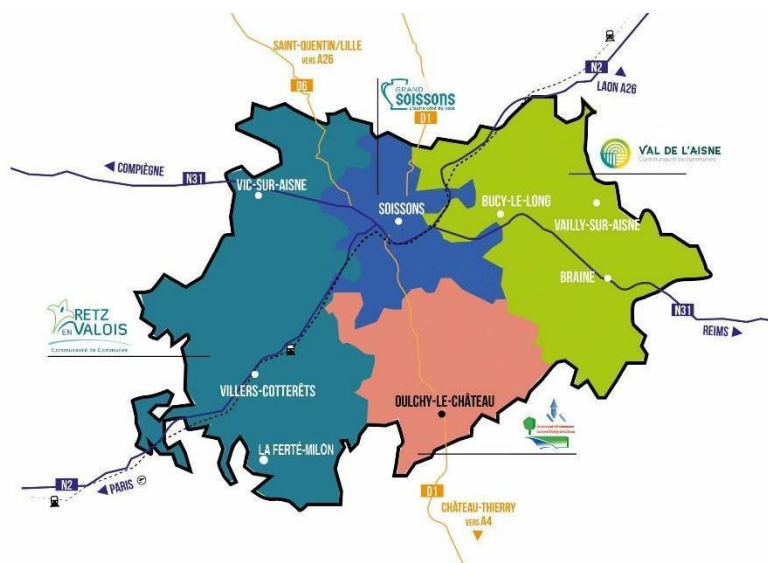 SAINT-QUENTIN/LILLE
VERS A26
D6
GRAND
SOISSONS
D1
N2
LAON A26
VAL DE L'AISNE
Communauté de communes
COMPIÈGNE
N31
VIC-SUR-AISNE
SOISSONS
BUCY-LE-LONG
VAILLY-SUR-AISNE
BRAINE
RETZ
EN
VALOIS
Communauté de Communes
N31
REIMS
VILLERS-COTTERÊTS
OULCHY-LE-CHÂTEAU
LA FERTÉ-MILON
N2
PARIS
D1
CHÂTEAU-THIERRY
VERS A4